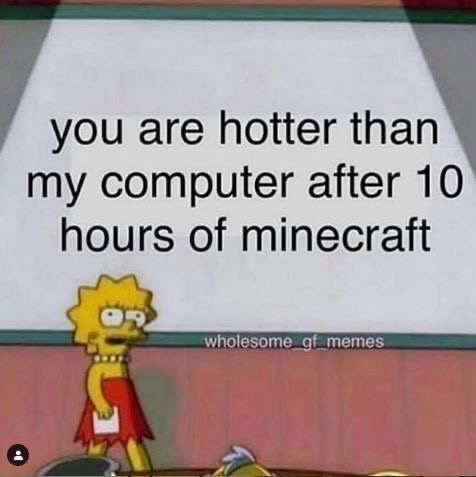 you are hotter than
my computer after 10
hours of minecraft
wholesome_gf_memes